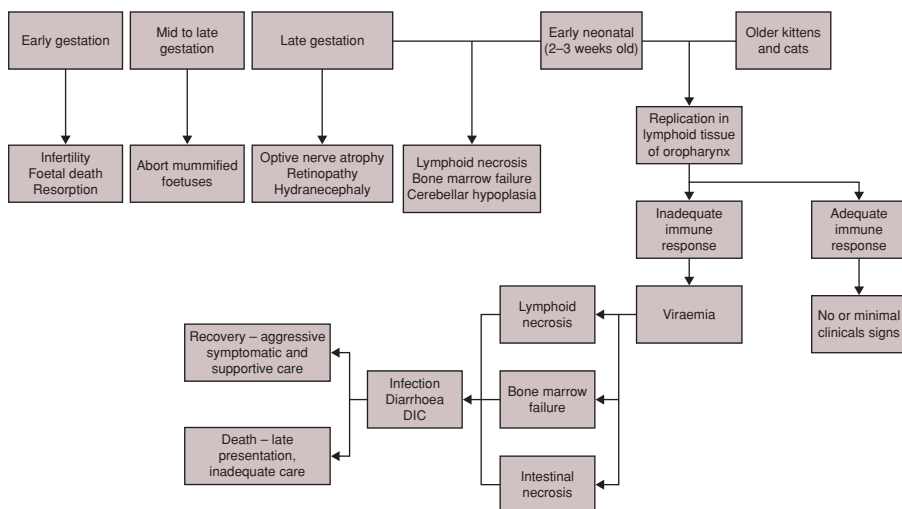 Early gestation
Mid to late
gestation
Late gestation
Early neonatal
(2–3 weeks old)
Older kittens
and cats
Infertility
Foetal death
Resorption
Abort mummified
foetuses
Optive nerve atrophy
Retinopathy
Hydranecephaly
Lymphoid necrosis
Bone marrow failure
Cerebellar hypoplasia
Replication in
lymphoid tissue
of oropharynx
Inadequate
immune
response
Adequate
immune
response
Viraemia
No or minimal
clinicals signs
Lymphoid
necrosis
Bone marrow
failure
Intestinal
necrosis
Infection
Diarrhoea
DIC
Recovery – aggressive
symptomatic and
supportive care
Death – late
presentation,
inadequate care